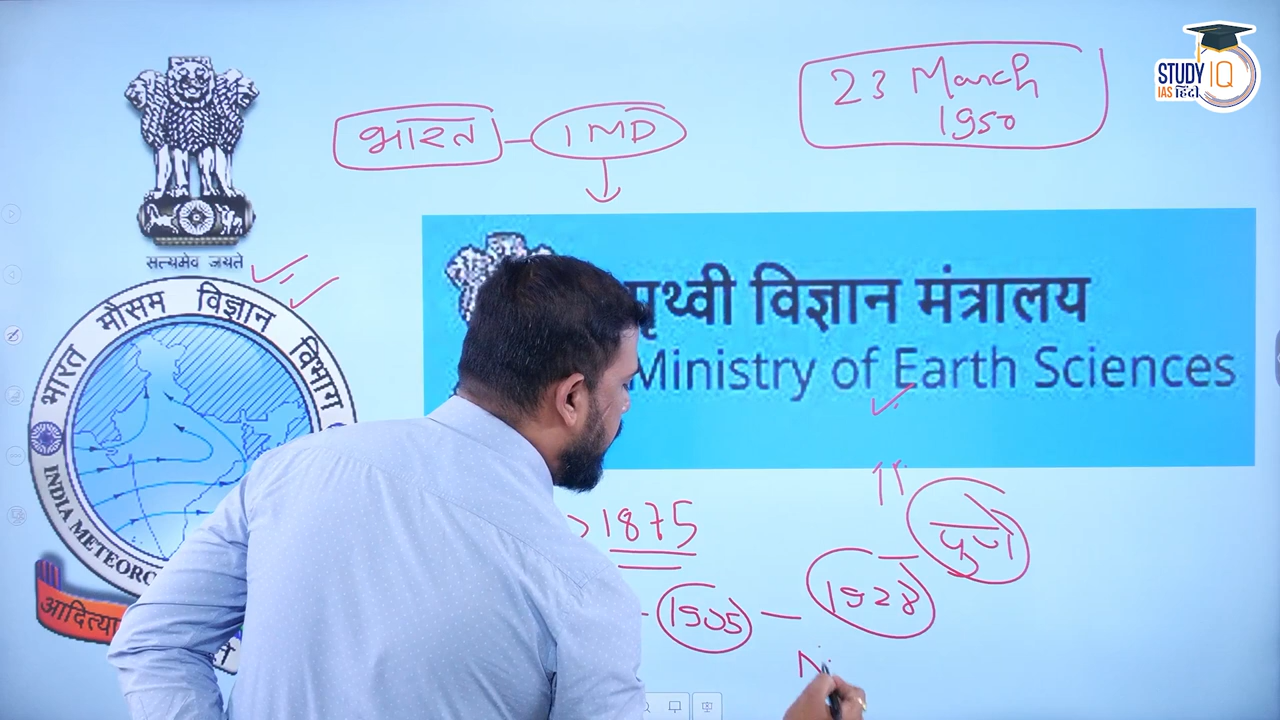 STUDY IQ
IAS हिंदी
23 March
1950
भारत - IMD
सत्यमेव जयते
भारत मौसम विज्ञान विभाग
INDIA METEORO
आदित्या
पृथ्वी विज्ञान मंत्रालय
Ministry of Earth Sciences
1875
पुणे
1905 - 1928
N